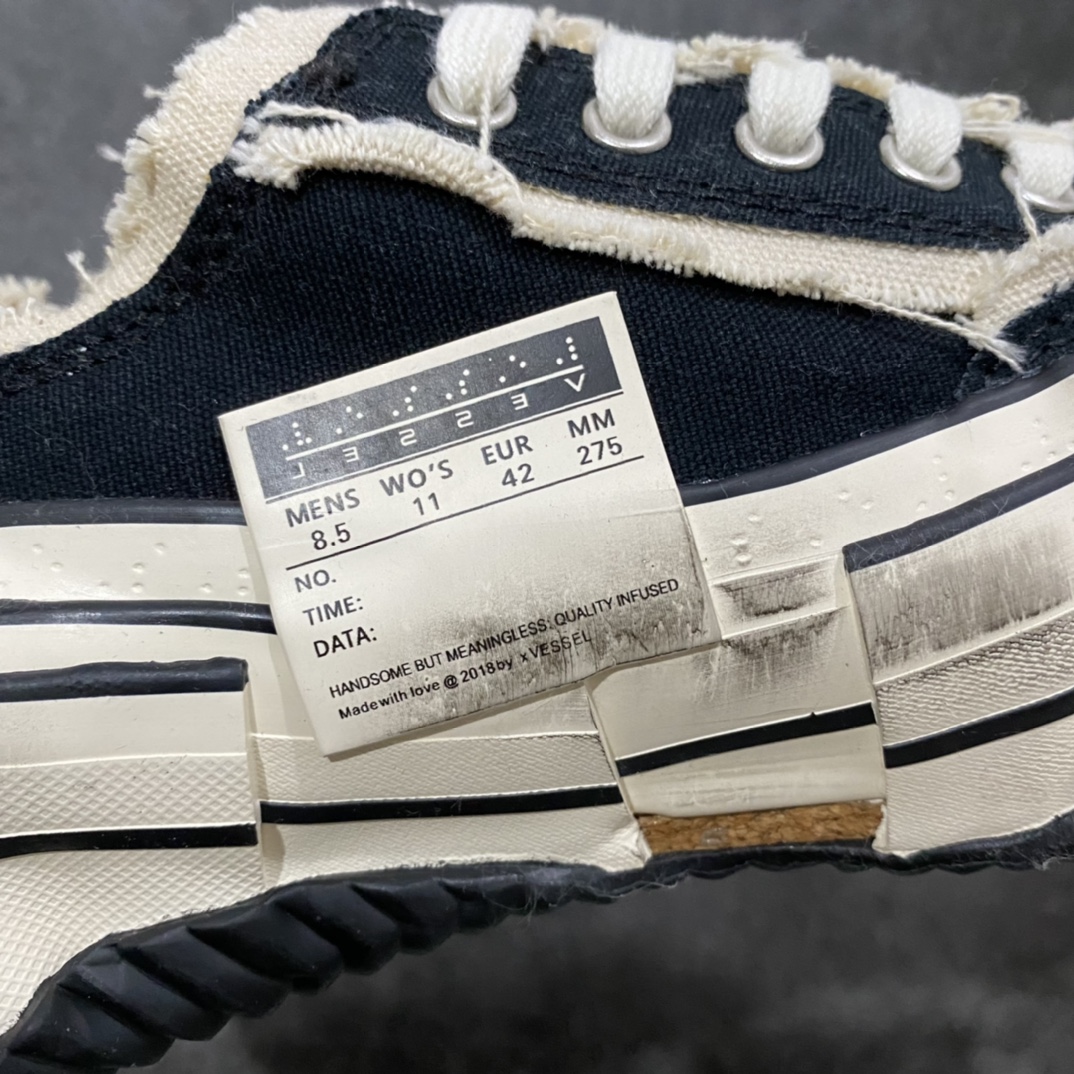 ⅃ƎƧƧƎV
MENS WO'S EUR MM
8.5 11 42 275
NO.
TIME:
DATA:
HANDSOME BUT MEANINGLESS; QUALITY INFUSED
Made with love @ 2018 by xVESSEL